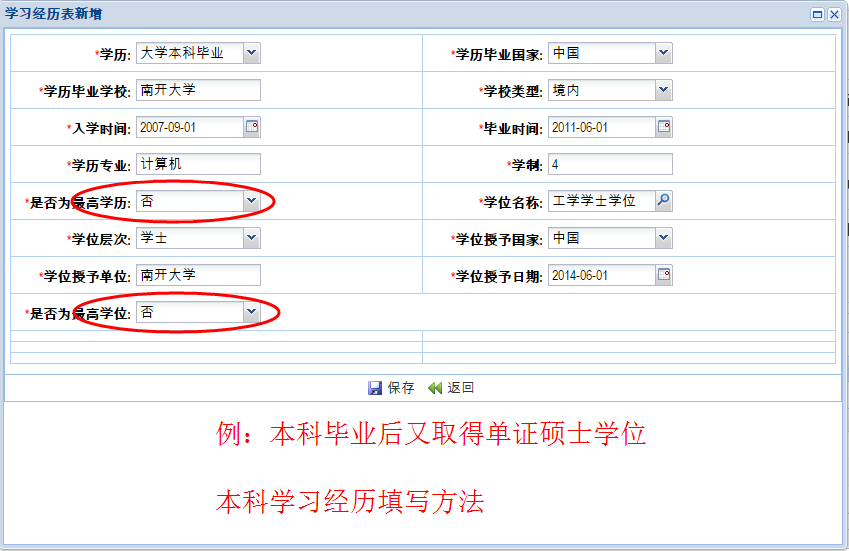 学习经历表新增
*学历: 大学本科毕业 *学历毕业国家: 中国
*学历毕业学校: 南开大学 *学校类型: 境内
*入学时间: 2007-09-01 *毕业时间: 2011-06-01
*学历专业: 计算机 *学制: 4
*是否为最高学历: 否 *学位名称: 工学学士学位
*学位层次: 学士 *学位授予国家: 中国
*学位授予单位: 南开大学 *学位授予日期: 2014-06-01
*是否为最高学位: 否
保存 返回
例：本科毕业后又取得单证硕士学位
本科学习经历填写方法